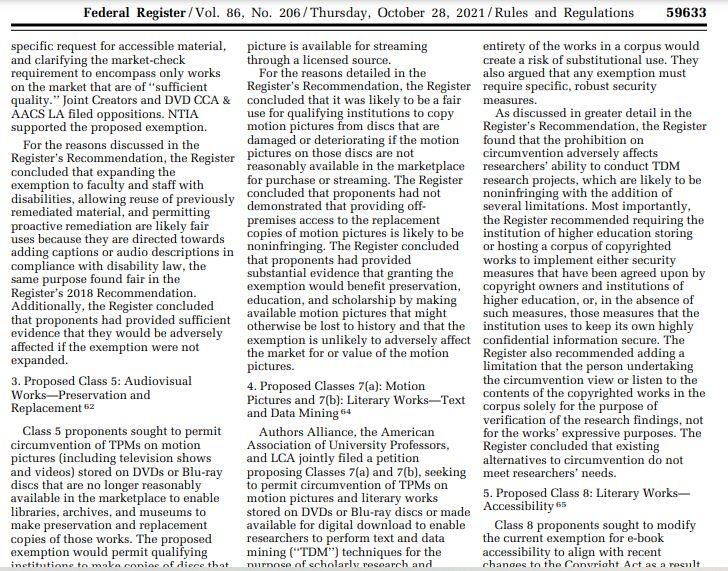 Federal Register / Vol. 86, No. 206 / Thursday, October 28, 2021 / Rules and Regulations 59633
specific request for accessible material,
and clarifying the market-check
requirement to encompass only works
on the market that are of ‘‘sufficient
quality.’’ Joint Creators and DVD CCA &
AACS LA filed oppositions. NTIA
supported the proposed exemption.
For the reasons discussed in the
Register’s Recommendation, the Register
concluded that expanding the
exemption to faculty and staff with
disabilities, allowing reuse of previously
remediated material, and permitting
proactive remediation are likely fair
uses because they are directed towards
adding captions or audio descriptions in
compliance with disability law, the
same purpose found fair in the
Register’s 2018 Recommendation.
Additionally, the Register concluded
that proponents had provided sufficient
evidence that they would be adversely
affected if the exemption were not
expanded.
3. Proposed Class 5: Audiovisual
Works—Preservation and
Replacement 62
Class 5 proponents sought to permit
circumvention of TPMs on motion
pictures (including television shows
and videos) stored on DVDs or Blu-ray
discs that are no longer reasonably
available in the marketplace to enable
libraries, archives, and museums to
make preservation and replacement
copies of those works. The proposed
exemption would permit qualifying
institutions to make copies of discs that
picture is available for streaming
through a licensed source.
For the reasons detailed in the
Register’s Recommendation, the Register
concluded that it was likely to be a fair
use for qualifying institutions to copy
motion pictures from discs that are
damaged or deteriorating if the motion
pictures on those discs are not
reasonably available in the marketplace
for purchase or streaming. The Register
concluded that proponents had not
demonstrated that providing off-
premises access to the replacement
copies of motion pictures is likely to be
noninfringing. The Register concluded
that proponents had provided
substantial evidence that granting the
exemption would benefit preservation,
education, and scholarship by making
available motion pictures that might
otherwise be lost to history and that the
exemption is unlikely to adversely affect
the market for or value of the motion
pictures.
4. Proposed Classes 7(a): Motion
Pictures and 7(b): Literary Works—Text
and Data Mining 64
Authors Alliance, the American
Association of University Professors,
and LCA jointly filed a petition
proposing Classes 7(a) and 7(b), seeking
to permit circumvention of TPMs on
motion pictures and literary works
stored on DVDs or Blu-ray discs or made
available for digital download to enable
researchers to perform text and data
mining (‘‘TDM’’) techniques for the
purpose of scholarly research and
entirety of the works in a corpus would
create a risk of substitutional use. They
also argued that any exemption must
require specific, robust security
measures.
As discussed in greater detail in the
Register’s Recommendation, the Register
found that the prohibition on
circumvention adversely affects
researchers’ ability to conduct TDM
research projects, which are likely to be
noninfringing with the addition of
several limitations. Most importantly,
the Register recommended requiring the
institution of higher education storing
or hosting a corpus of copyrighted
works to implement either security
measures that have been agreed upon by
copyright owners and institutions of
higher education, or, in the absence of
such measures, those measures that the
institution uses to keep its own highly
confidential information secure. The
Register also recommended adding a
limitation that the person undertaking
the circumvention view or listen to the
contents of the copyrighted works in the
corpus solely for the purpose of
verification of the research findings, not
for the works’ expressive purposes. The
Register concluded that existing
alternatives to circumvention do not
meet researchers’ needs.
5. Proposed Class 8: Literary Works—
Accessibility 65
Class 8 proponents sought to modify
the current exemption for e-book
accessibility to align with recent
changes to the Copyright Act as a result